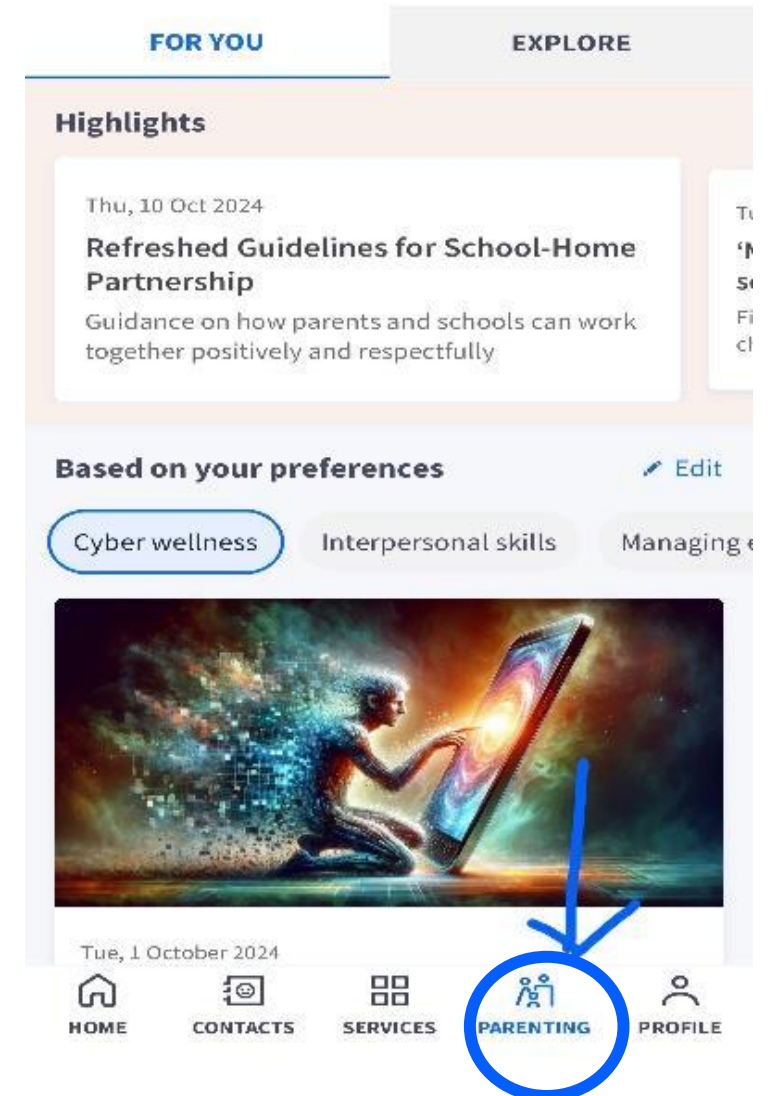 FOR YOU
EXPLORE
Highlights
Thu, 10 Oct 2024
Refreshed Guidelines for School-Home
Partnership
Guidance on how parents and schools can work
together positively and respectfully
Based on your preferences
Edit
Cyber wellness
Interpersonal skills
Managing
Tue, 1 October 2024
HOME
CONTACTS
SERVICES
PARENTING
PROFILE